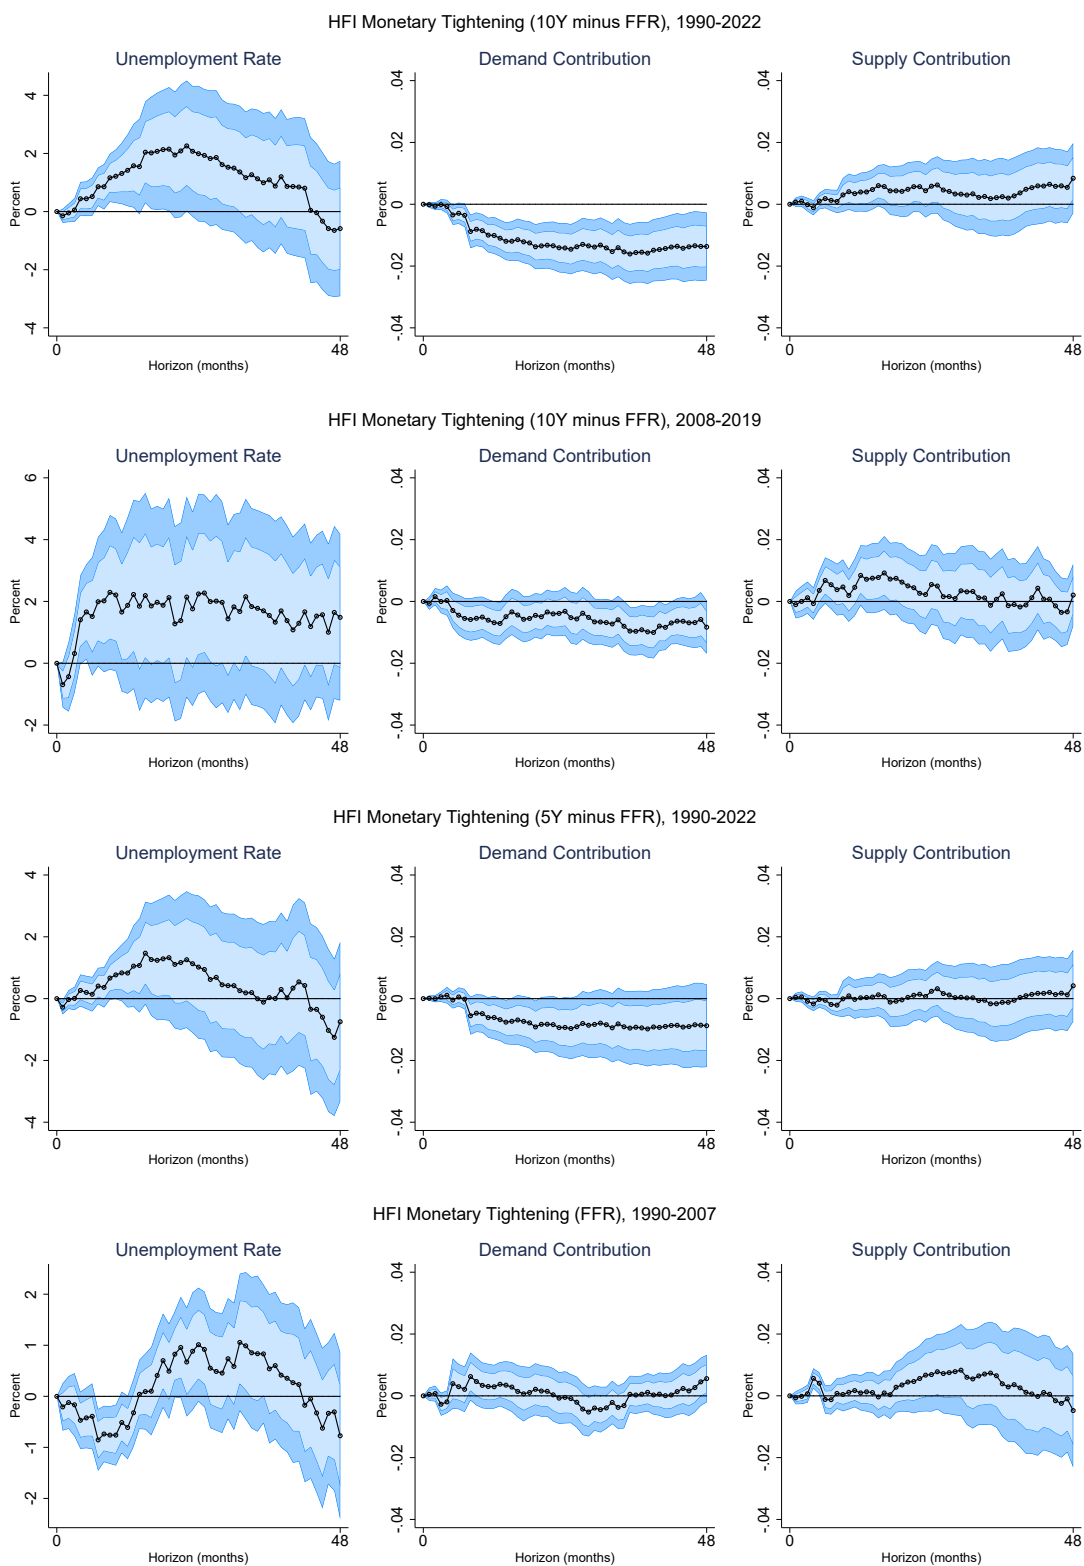 HFI Monetary Tightening (10Y minus FFR), 1990-2022
Unemployment Rate
Percent
4
2
0
-2
-4
0
48
Horizon (months)
Demand Contribution
Percent
.04
.02
0
-.02
-.04
0
48
Horizon (months)
Supply Contribution
Percent
.04
.02
0
-.02
-.04
0
48
Horizon (months)
HFI Monetary Tightening (10Y minus FFR), 2008-2019
Unemployment Rate
Percent
6
4
2
0
-2
0
48
Horizon (months)
Demand Contribution
Percent
.04
.02
0
-.02
-.04
0
48
Horizon (months)
Supply Contribution
Percent
.04
.02
0
-.02
-.04
0
48
Horizon (months)
HFI Monetary Tightening (5Y minus FFR), 1990-2022
Unemployment Rate
Percent
4
2
0
-2
-4
0
48
Horizon (months)
Demand Contribution
Percent
.04
.02
0
-.02
-.04
0
48
Horizon (months)
Supply Contribution
Percent
.04
.02
0
-.02
-.04
0
48
Horizon (months)
HFI Monetary Tightening (FFR), 1990-2007
Unemployment Rate
Percent
2
1
0
-1
-2
0
48
Horizon (months)
Demand Contribution
Percent
.04
.02
0
-.02
-.04
0
48
Horizon (months)
Supply Contribution
Percent
.04
.02
0
-.02
-.04
0
48
Horizon (months)